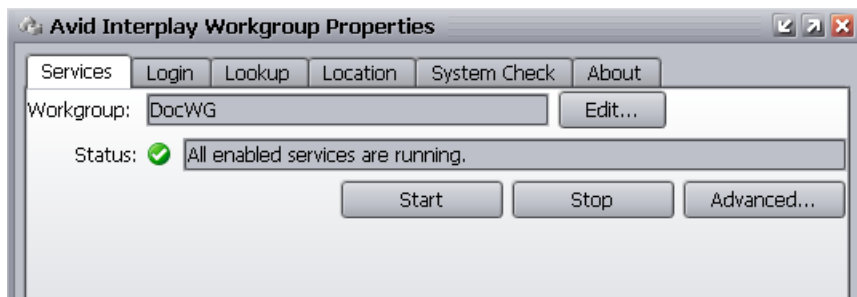 Avid Interplay Workgroup Properties
Services Login Lookup Location System Check About
Workgroup: DocWG Edit...
Status: All enabled services are running.
Start Stop Advanced...